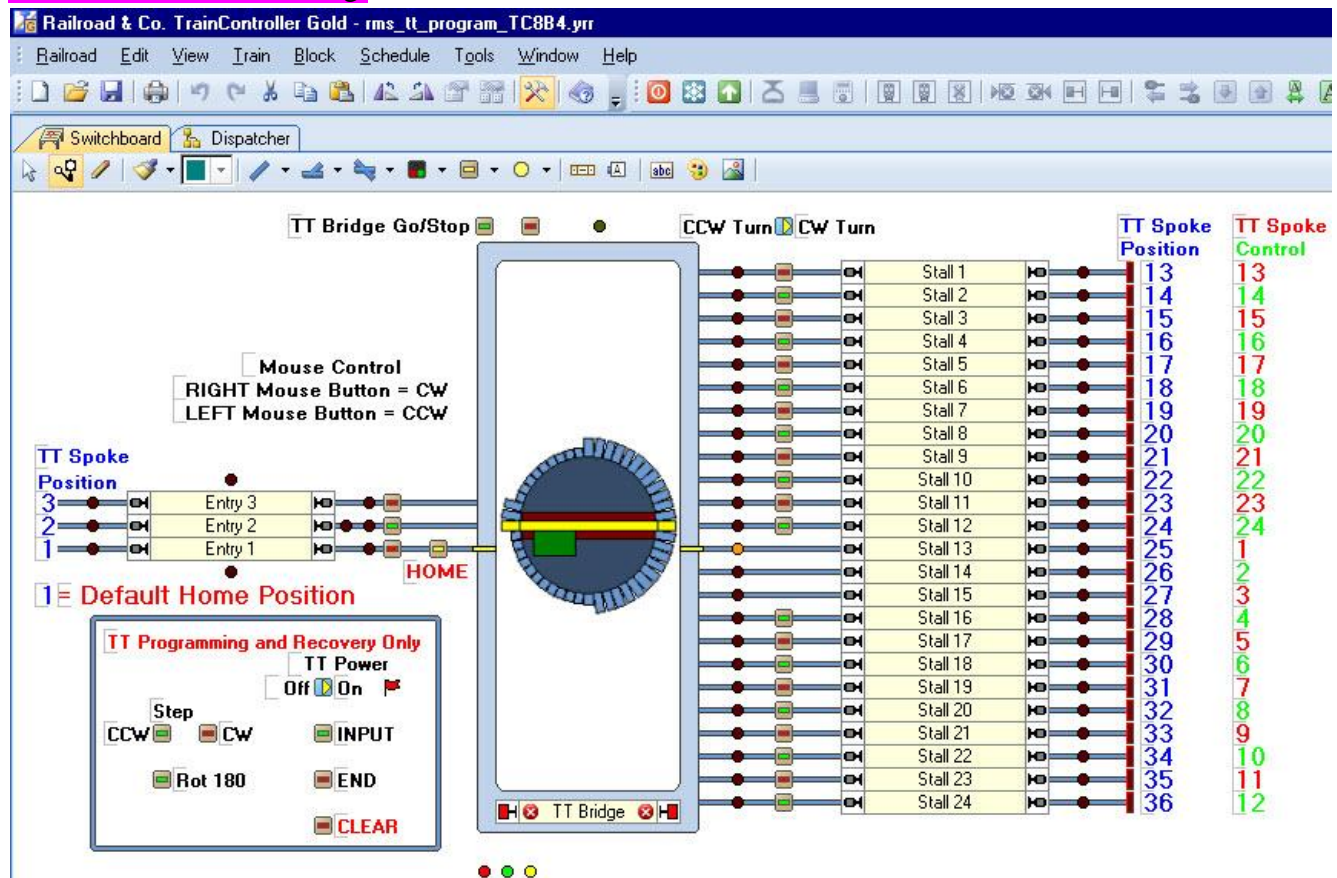 Railroad & Co. TrainController Gold - rms_tt_program_TC8B4.yrr
Railroad Edit View Train Block Schedule Tools Window Help
Switchboard Dispatcher
abc
TT Bridge Go/Stop CCW Turn CW Turn TT Spoke TT Spoke
Position Control
Stall 1 13 13
Stall 2 14 14
Stall 3 15 15
Stall 4 16 16
Stall 5 17 17
Stall 6 18 18
Stall 7 19 19
Stall 8 20 20
Stall 9 21 21
Stall 10 22 22
Stall 11 23 23
Stall 12 24 24
Stall 13 25 1
Stall 14 26 2
Stall 15 27 3
Stall 16 28 4
Stall 17 29 5
Stall 18 30 6
Stall 19 31 7
Stall 20 32 8
Stall 21 33 9
Stall 22 34 10
Stall 23 35 11
Stall 24 36 12
Mouse Control
RIGHT Mouse Button = CW
LEFT Mouse Button = CCW
TT Spoke
Position
3 Entry 3
2 Entry 2
1 Entry 1
HOME
1 = Default Home Position
TT Programming and Recovery Only
TT Power
Off On
Step
CCW CW INPUT
Rot 180 END
CLEAR
TT Bridge